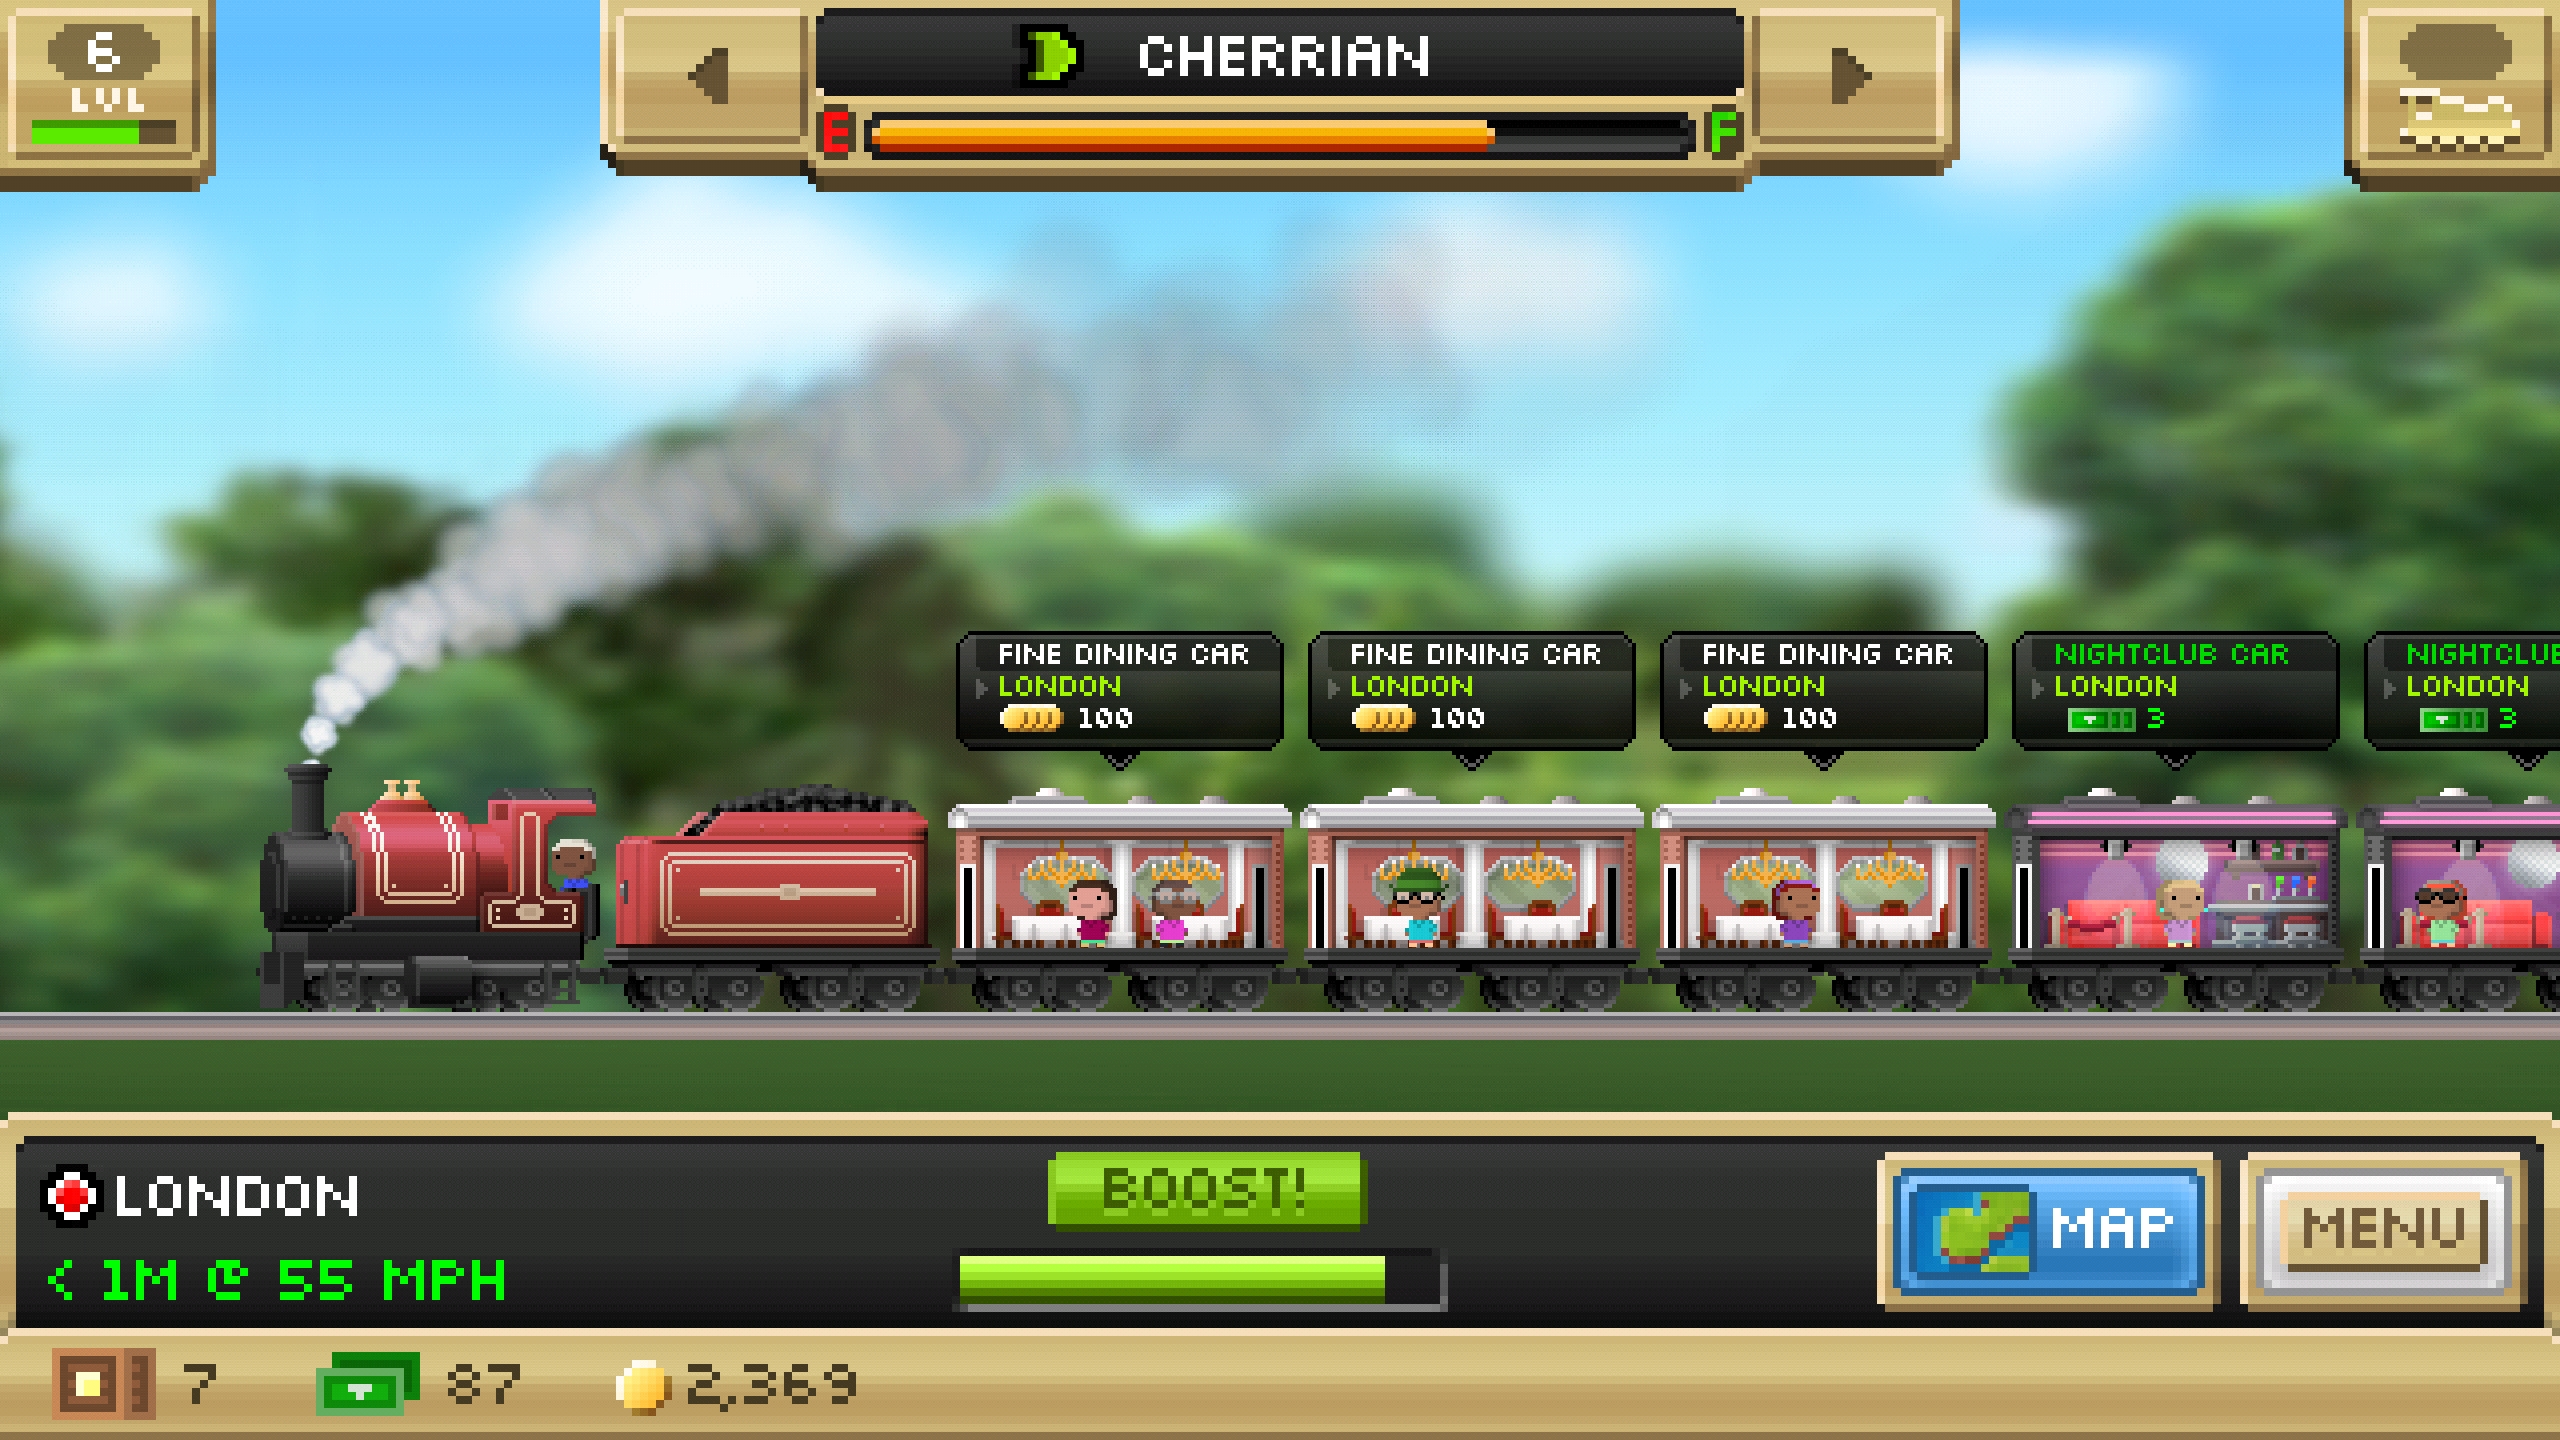 6
LVL
CHERRIAN
E F
FINE DINING CAR
LONDON
100
FINE DINING CAR
LONDON
100
FINE DINING CAR
LONDON
100
NIGHTCLUB CAR
LONDON
3
NIGHTCLUB
LONDON
3
LONDON
< 1M @ 55 MPH
BOOST!
MAP
MENU
7 87 2,369